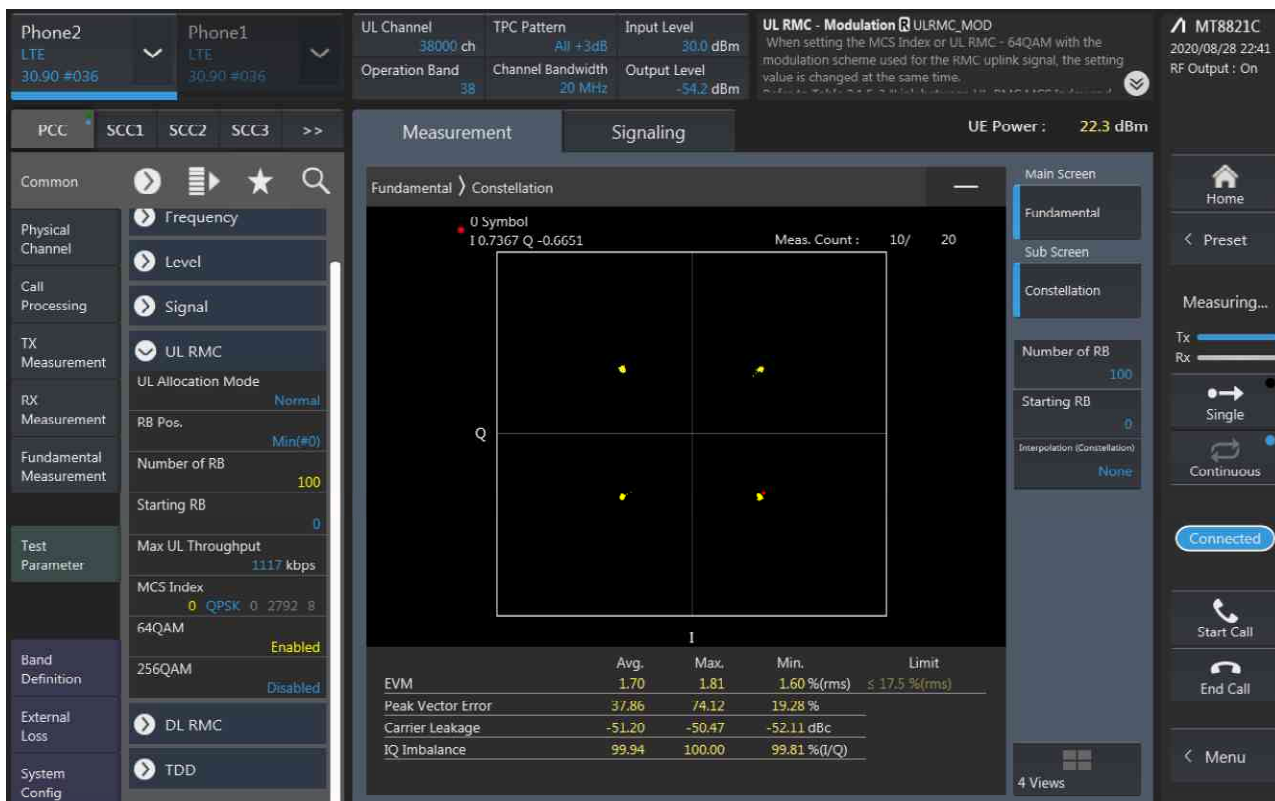 Phone2
LTE
30.90 #036
Phone1
LTE
30.90 #036
UL Channel
38000 ch
Operation Band
38
TPC Pattern
All +3dB
Channel Bandwidth
20 MHz
Input Level
30.0 dBm
Output Level
-54.2 dBm
UL RMC - Modulation R ULRMC_MOD
When setting the MCS Index or UL RMC - 64QAM with the
modulation scheme used for the RMC uplink signal, the setting
value is changed at the same time.
MT8821C
2020/08/28 22:41
RF Output : On
PCC SCC1 SCC2 SCC3 >>
Measurement
Signaling
UE Power : 22.3 dBm
Common
Physical
Channel
Call
Processing
TX
Measurement
RX
Measurement
Fundamental
Measurement
Test
Parameter
Band
Definition
External
Loss
System
Config
Frequency
Level
Signal
UL RMC
UL Allocation Mode
Normal
RB Pos.
Min(#0)
Number of RB
100
Starting RB
0
Max UL Throughput
1117 kbps
MCS Index
0 QPSK 0 2792 8
64QAM
Enabled
256QAM
Disabled
DL RMC
TDD
Fundamental 〉 Constellation
0 Symbol
I 0.7367 Q -0.6651
Meas. Count : 10/ 20
Q
I
Avg. Max. Min. Limit
EVM 1.70 1.81 1.60 %(rms) ≤ 17.5 %(rms)
Peak Vector Error 37.86 74.12 19.28 %
Carrier Leakage -51.20 -50.47 -52.11 dBc
IQ Imbalance 99.94 100.00 99.81 %(I/Q)
Main Screen
Fundamental
Sub Screen
Constellation
Number of RB
100
Starting RB
0
Interpolation (Constellation)
None
4 Views
Home
< Preset
Measuring...
Tx
Rx
Single
Continuous
Connected
Start Call
End Call
< Menu